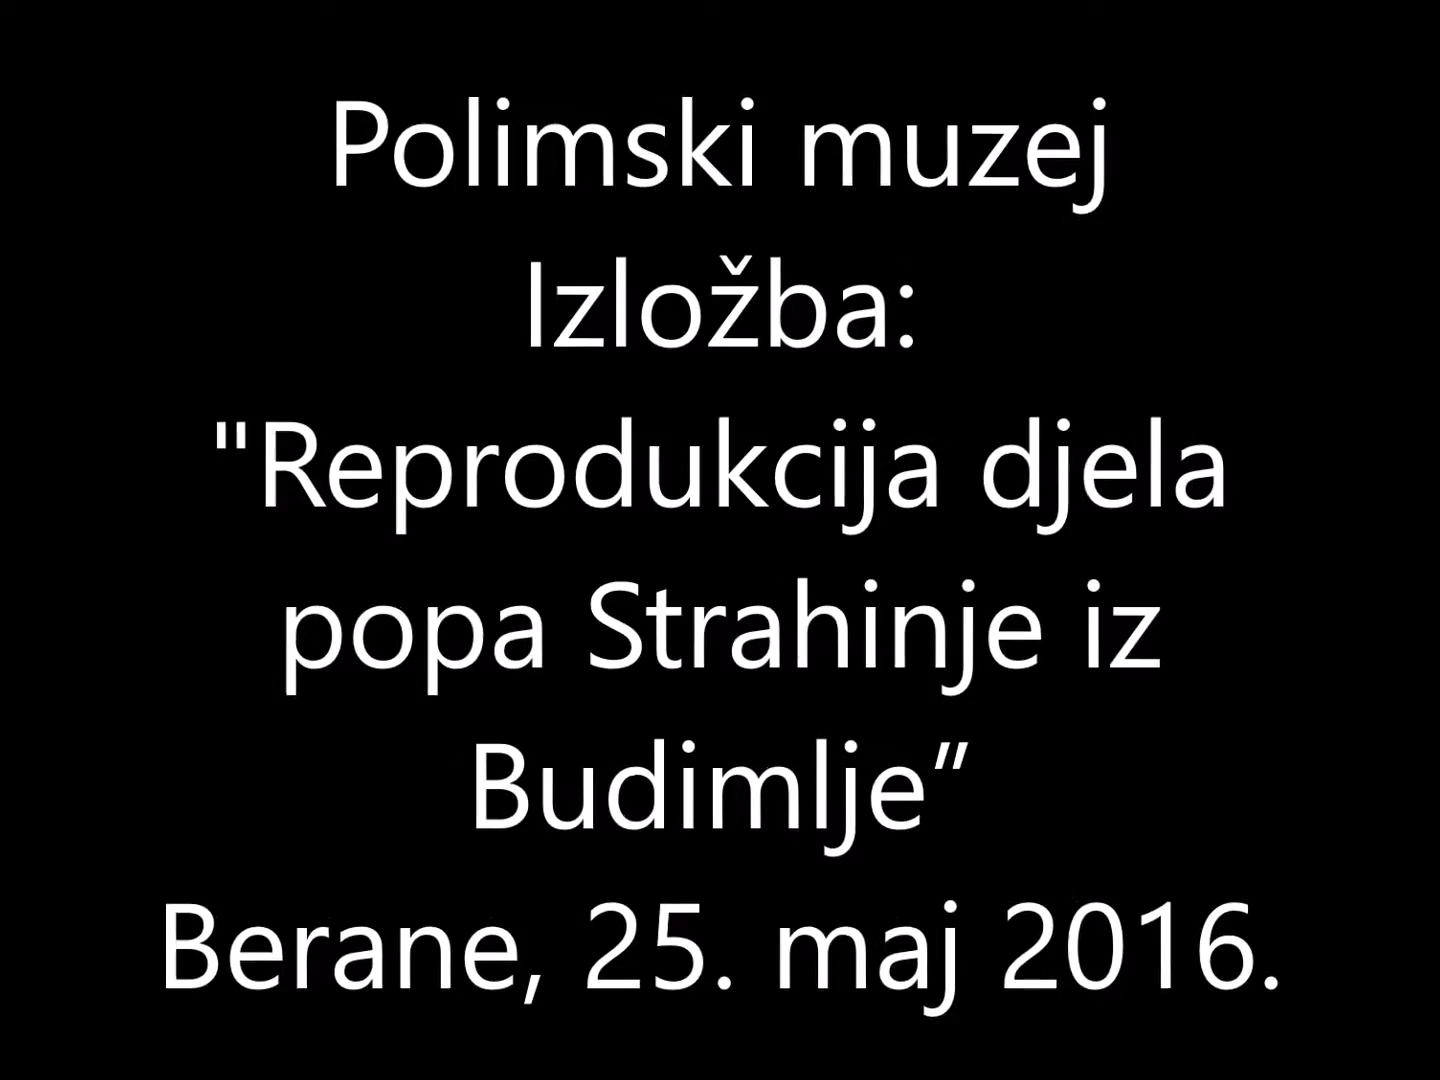 Polimski muzej
Izložba:
"Reprodukcija djela
popa Strahinje iz
Budimlje”
Berane, 25. maj 2016.